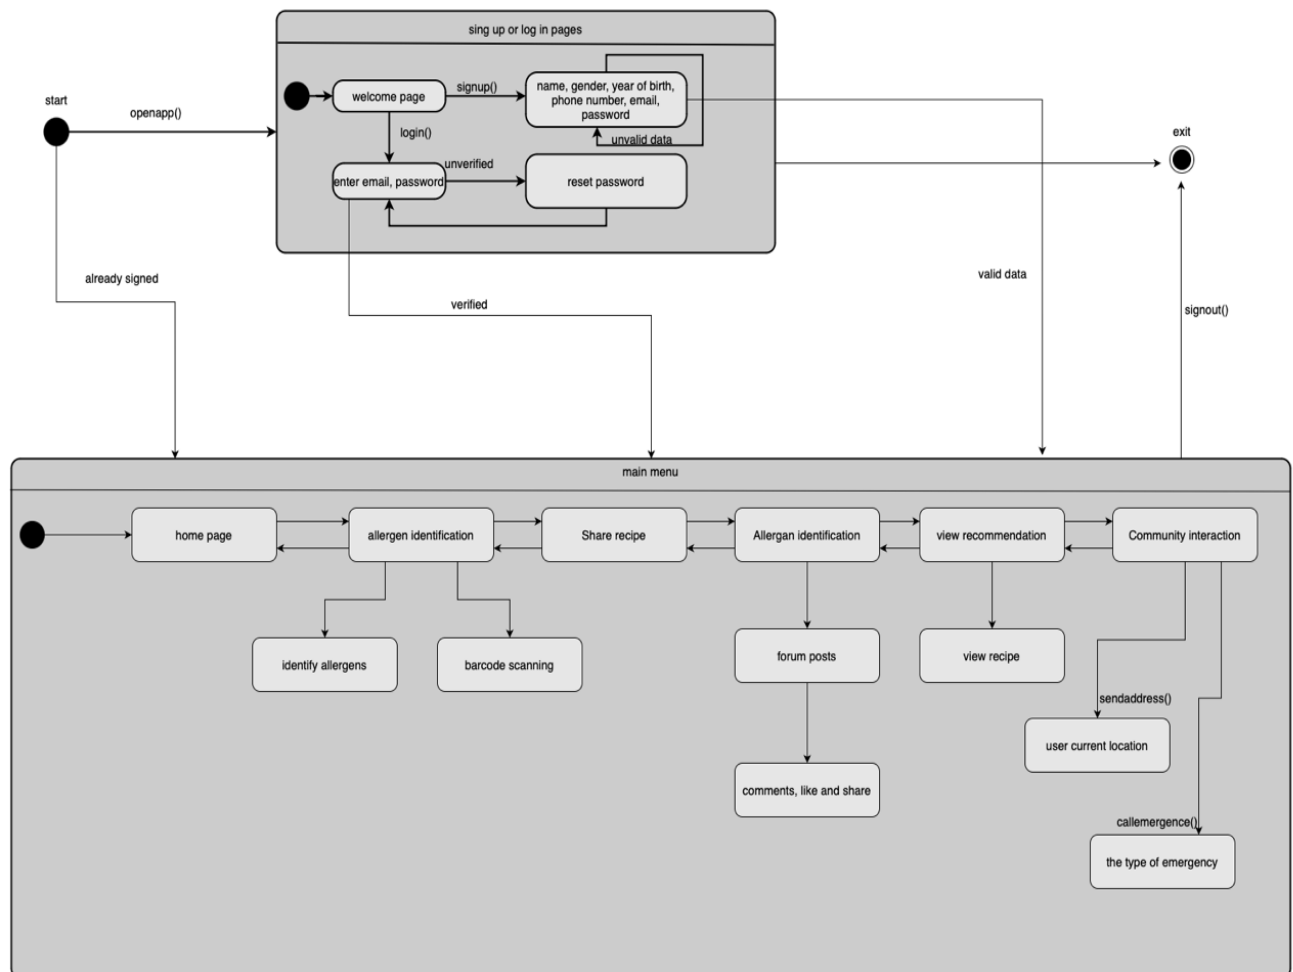 sing up or log in pages
start
openapp()
welcome page
signup()
name, gender, year of birth,
phone number, email,
password
unvalid data
login()
exit
enter email, password
unverified
reset password
already signed
verified
valid data
signout()
main menu
home page
allergen identification
Share recipe
Allergan identification
view recommendation
Community interaction
identify allergens
barcode scanning
forum posts
view recipe
sendaddress()
user current location
comments, like and share
callemergence()
the type of emergency